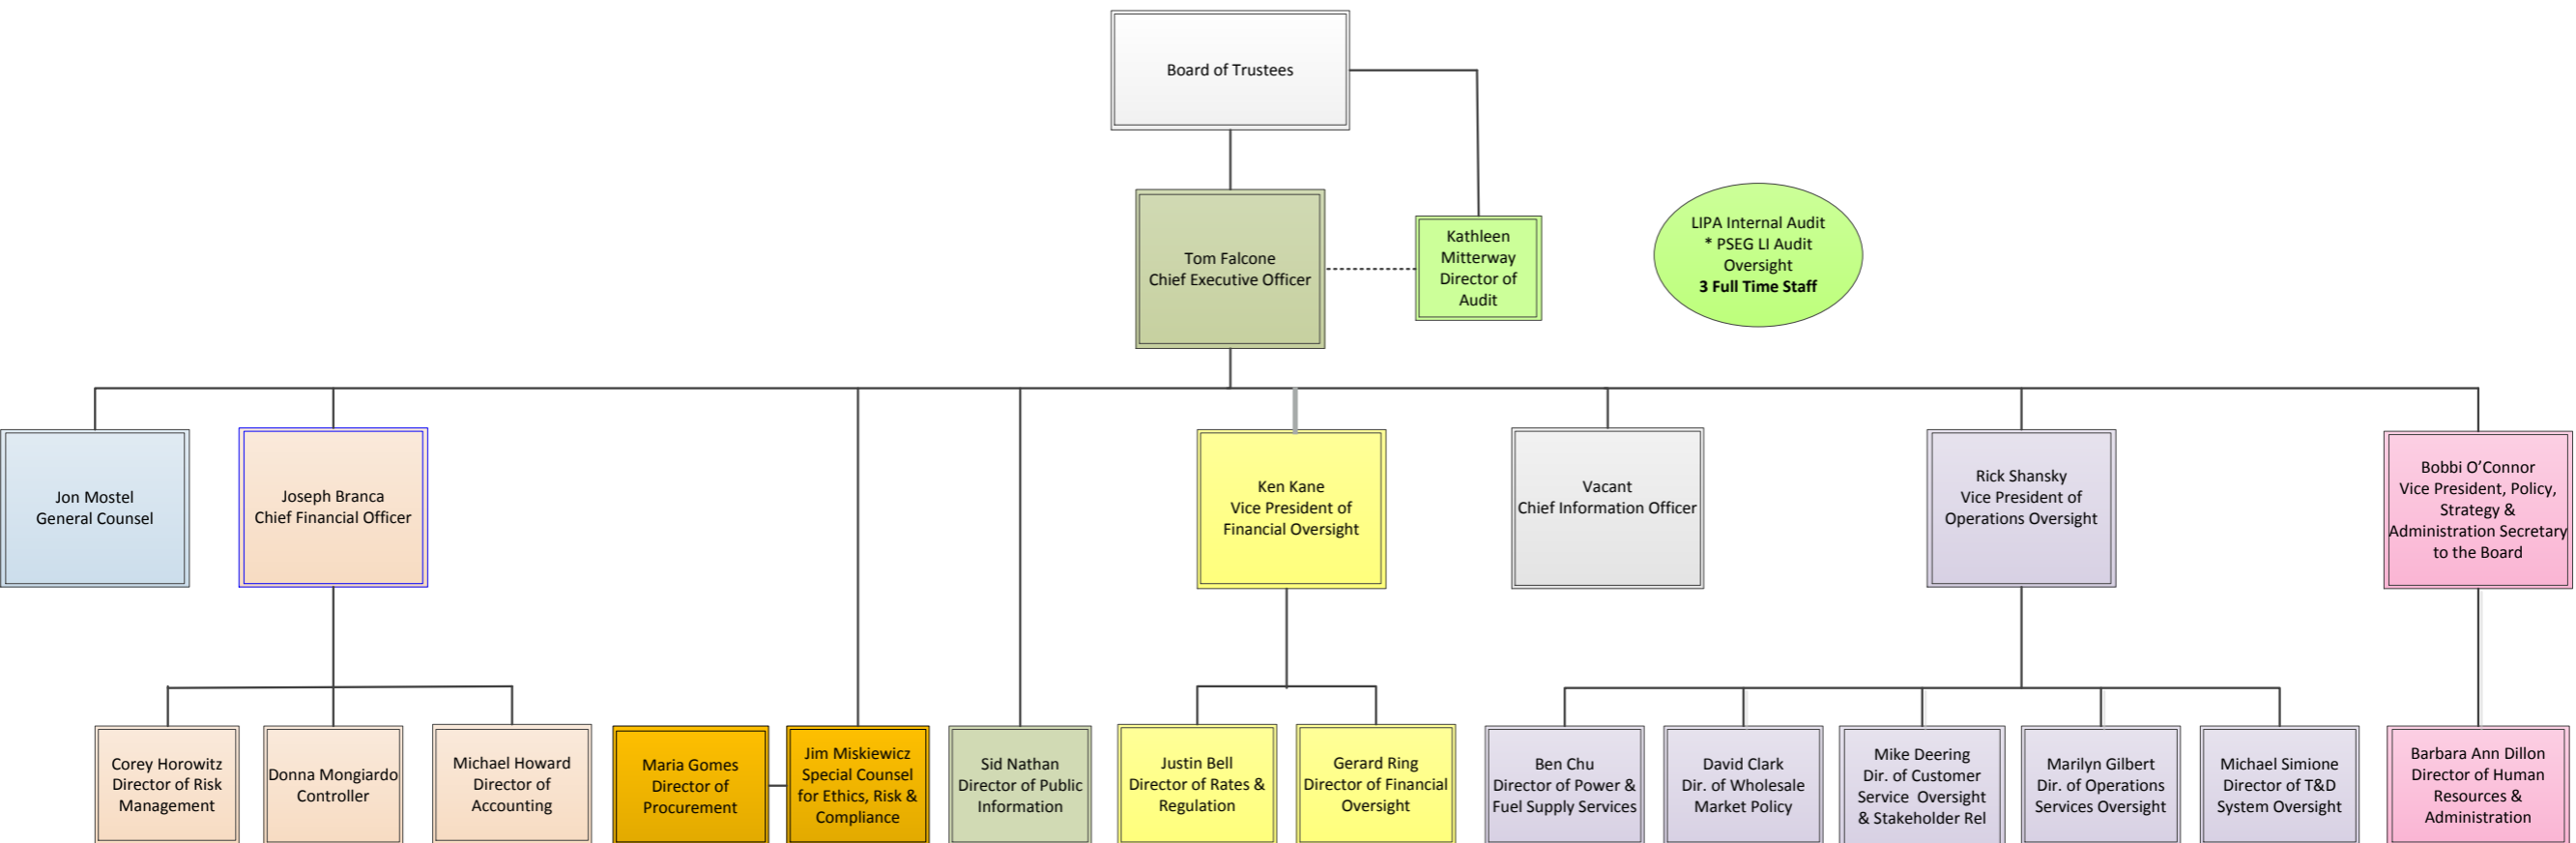 Board of Trustees
Tom Falcone
Chief Executive Officer
Kathleen
Mitterway
Director of
Audit
LIPA Internal Audit
* PSEG LI Audit
Oversight
3 Full Time Staff
Jon Mostel
General Counsel
Joseph Branca
Chief Financial Officer
Ken Kane
Vice President of
Financial Oversight
Vacant
Chief Information Officer
Rick Shansky
Vice President of
Operations Oversight
Bobbi O’Connor
Vice President, Policy,
Strategy &
Administration Secretary
to the Board
Corey Horowitz
Director of Risk
Management
Donna Mongiardo
Controller
Michael Howard
Director of
Accounting
Maria Gomes
Director of
Procurement
Jim Miskiewicz
Special Counsel
for Ethics, Risk &
Compliance
Sid Nathan
Director of Public
Information
Justin Bell
Director of Rates &
Regulation
Gerard Ring
Director of Financial
Oversight
Ben Chu
Director of Power &
Fuel Supply Services
David Clark
Dir. of Wholesale
Market Policy
Mike Deering
Dir. of Customer
Service Oversight
& Stakeholder Rel
Marilyn Gilbert
Dir. of Operations
Services Oversight
Michael Simione
Director of T&D
System Oversight
Barbara Ann Dillon
Director of Human
Resources &
Administration